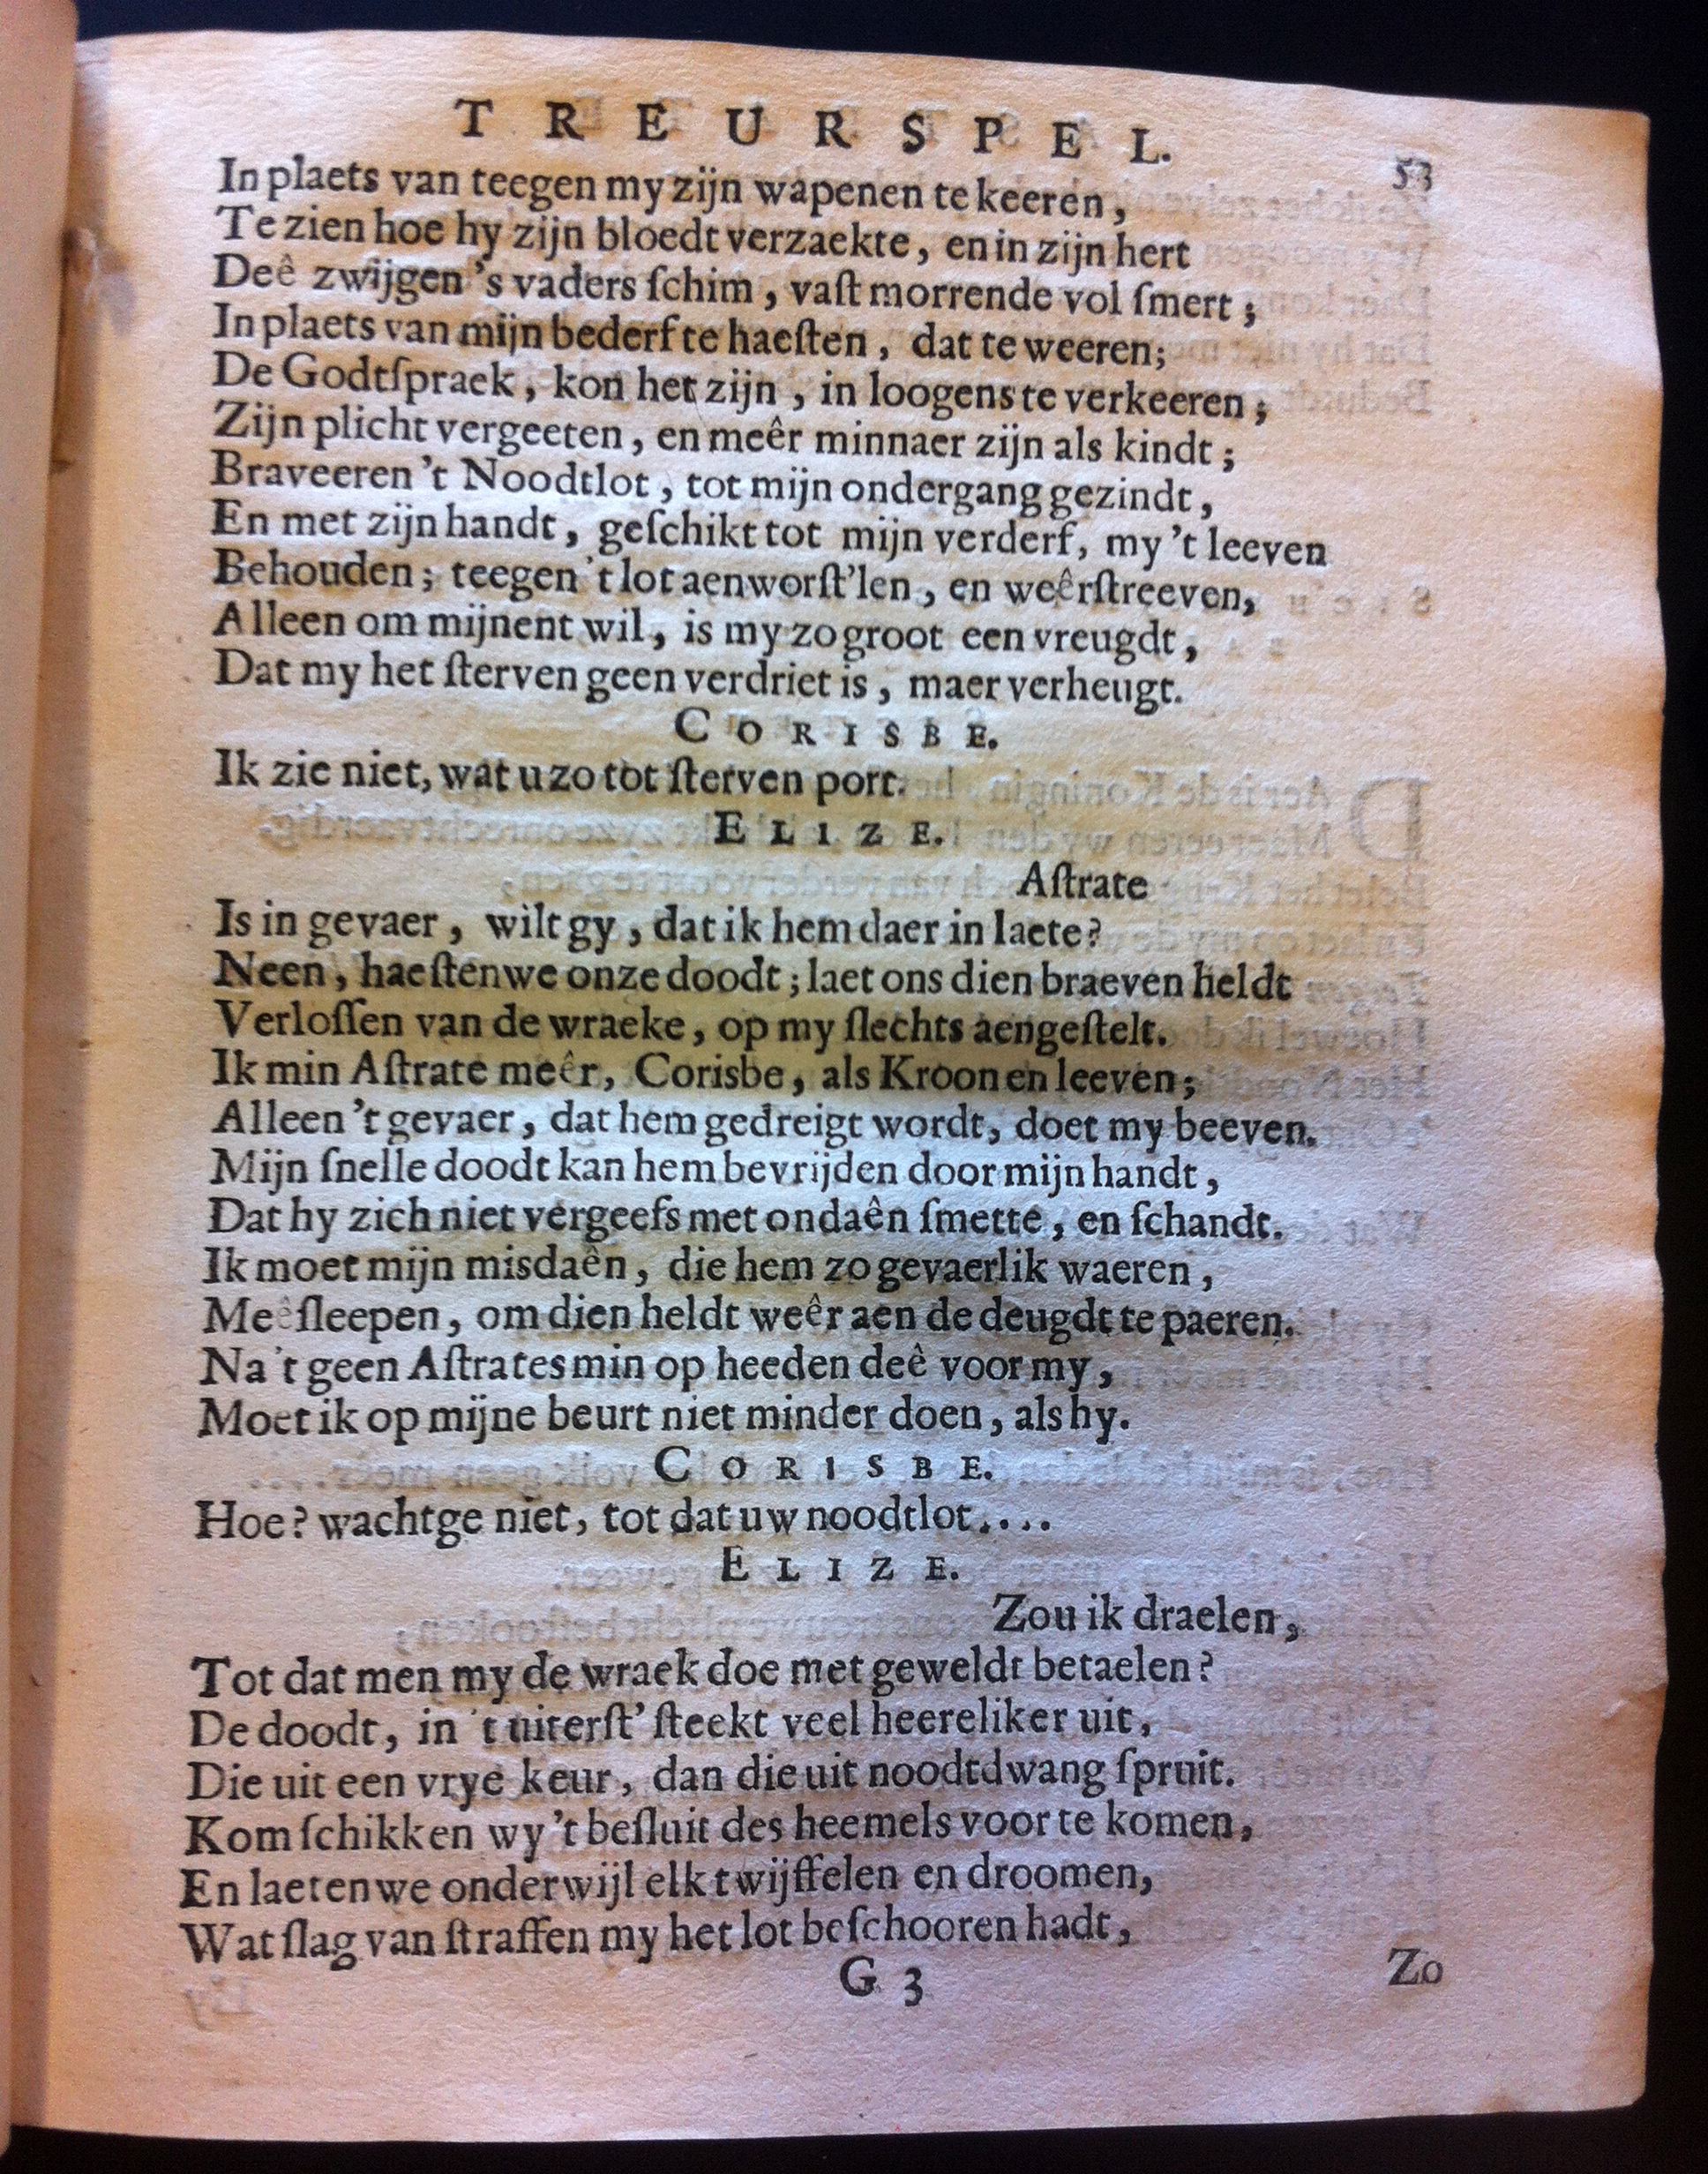 TREURSPEL. 53
In plaets van teegen my zijn wapenen te keeren,
Te zien hoe hy zijn bloedt verzaekte, en in zijn hert
Deê zwijgen 's vaders ſchim, vaſt morrende vol ſmert;
In plaets van mijn bederf te haeſten, dat te weeren;
De Godtſpraek, kon het zijn, in loogens te verkeeren;
Zijn plicht vergeeten, en meêr minnaer zijn als kindt;
Braveeren 't Noodtlot, tot mijn ondergang gezindt,
En met zijn handt, geſchikt tot mijn verderf, my 't leeven
Behouden; teegen 't lot aenworſt'len, en weêrſtreeven,
Alleen om mijnent wil, is my zo groot een vreugdt,
Dat my het ſterven geen verdriet is, maer verheugt.
CORISBE.
Ik zie niet, wat u zo tot ſterven port.
ELIZE.
Aſtrate
Is in gevaer, wilt gy, dat ik hem daer in laete?
Neen, haeſten we onze doodt; laet ons dien braeven heldt
Verloſſen van de wraeke, op my ſlechts aengeſtelt.
Ik min Aſtrate meêr, Corisbe, als Kroon en leeven;
Alleen 't gevaer, dat hem gedreigt wordt, doet my beeven.
Mijn ſnelle doodt kan hem bevrijden door mijn handt,
Dat hy zich niet vergeefs met ondaên ſmette, en ſchandt.
Ik moet mijn misdaên, die hem zo gevaerlik waeren,
Meêſleepen, om dien heldt weêr aen de deugdt te paeren.
Na 't geen Aſtrates min op heeden deê voor my,
Moet ik op mijne beurt niet minder doen, als hy.
CORISBE.
Hoe? wachtge niet, tot dat uw noodtlot....
ELIZE.
Zou ik draelen,
Tot dat men my de wraek doe met geweldt betaelen?
De doodt, in 't uiterſt' ſteekt veel heereliker uit,
Die uit een vrye keur, dan die uit noodtdwang ſpruit.
Kom ſchikken wy 't beſluit des heemels voor te komen,
En laeten we onderwijl elk twijffelen en droomen,
Wat ſlag van ſtraffen my het lot beſchooren hadt,
G 3 Zo